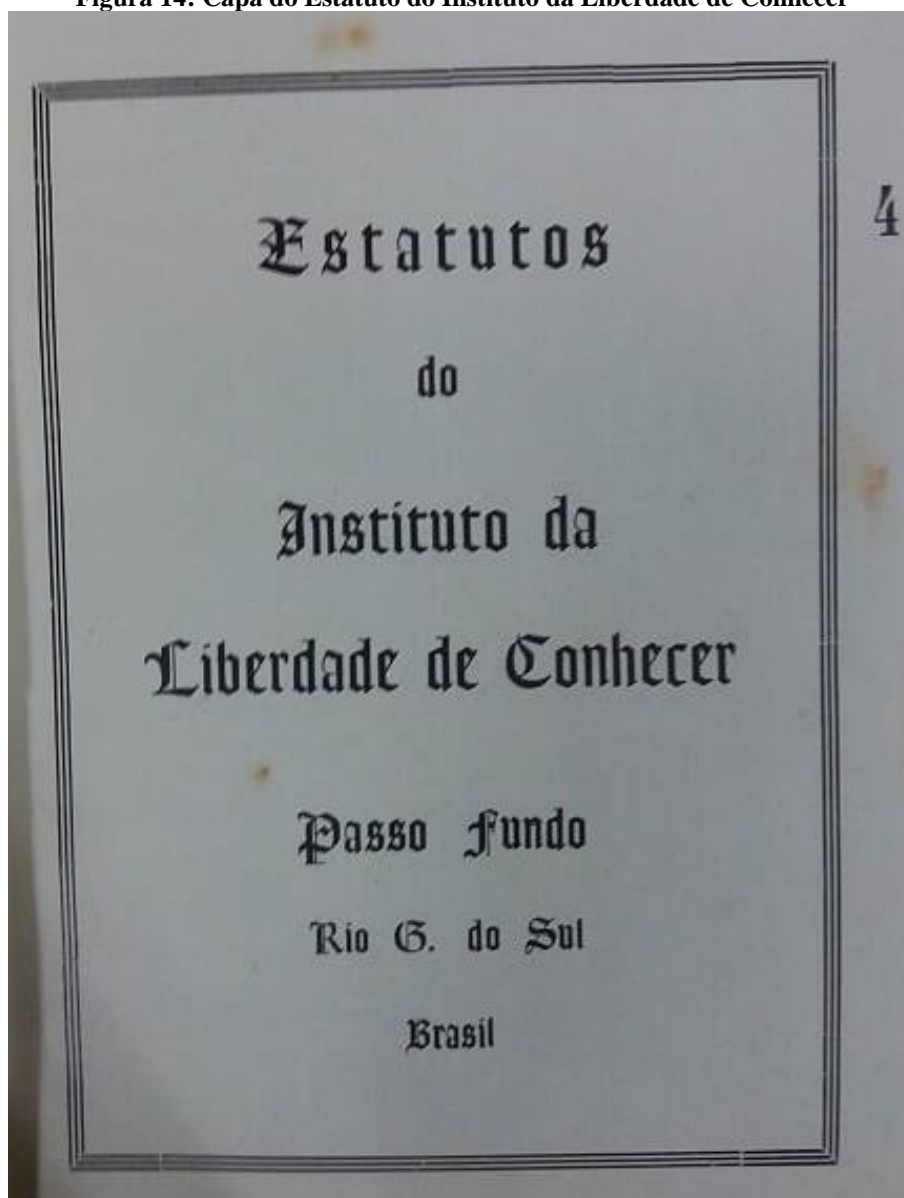 Figura 14: Capa do Estatuto do Instituto da Liberdade de Conhecer
4
Estatutos
do
Instituto da
Liberdade de Conhecer
Passo Fundo
Rio G. do Sul
Brasil